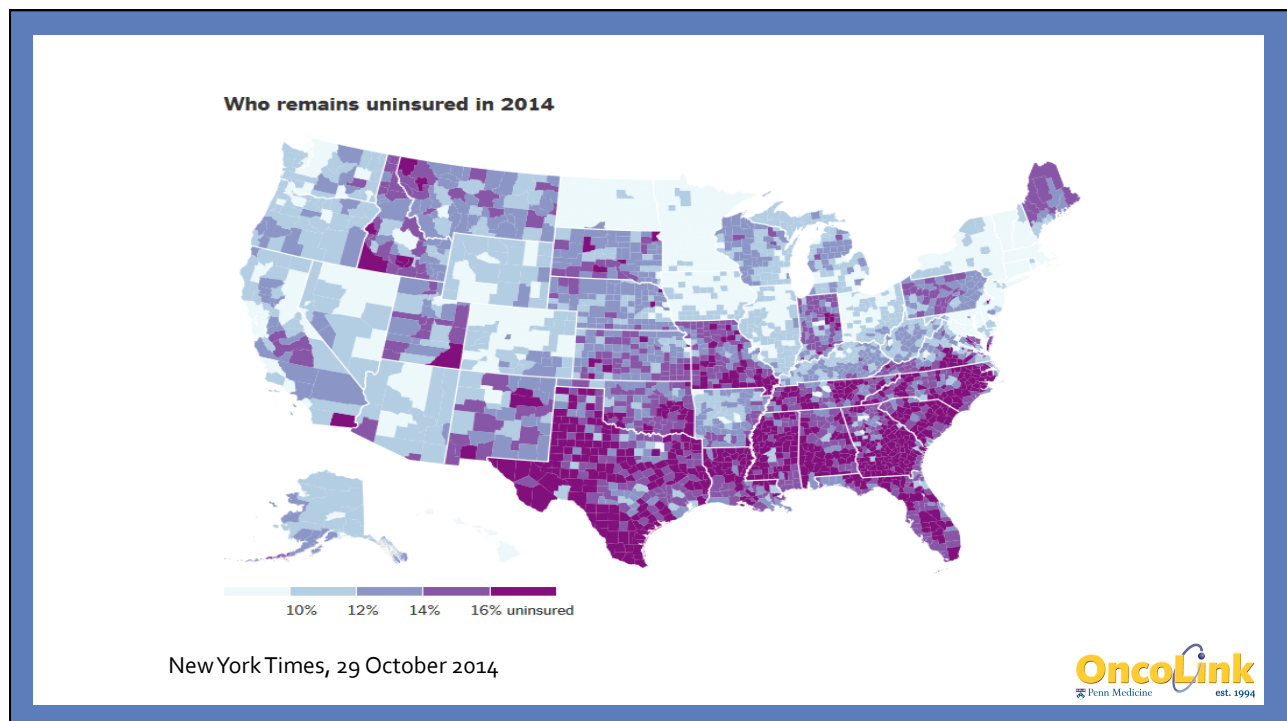 Who remains uninsured in 2014
10% 12% 14% 16% uninsured
New York Times, 29 October 2014
OncoLink
Penn Medicine est. 1994